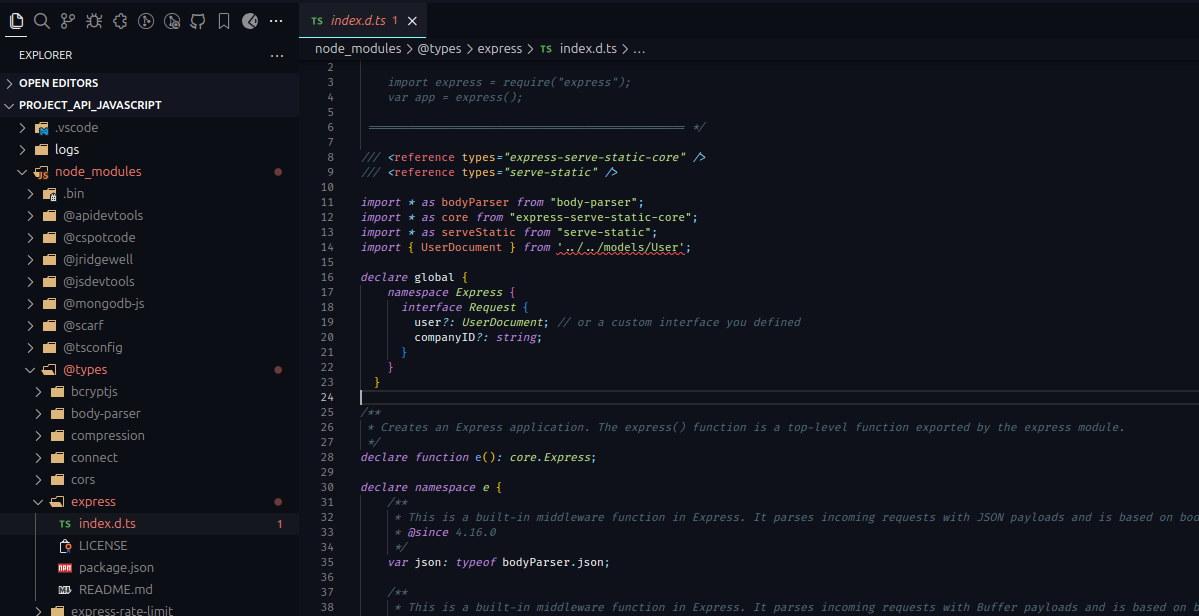 TS index.d.ts 1
EXPLORER
node_modules > @types > express > TS index.d.ts > ...
OPEN EDITORS
PROJECT_API_JAVASCRIPT
.vscode
logs
node_modules
.bin
@apidevtools
@cspotcode
@jridgewell
@jsdevtools
@mongodb-js
@scarf
@tsconfig
@types
bcryptjs
body-parser
compression
connect
cors
express
TS index.d.ts 1
LICENSE
package.json
README.md
express-rate-limit
2
3 import express = require("express");
4 var app = express();
5
6 =============================================== */
7
8 /// <reference types="express-serve-static-core" />
9 /// <reference types="serve-static" />
10
11 import * as bodyParser from "body-parser";
12 import * as core from "express-serve-static-core";
13 import * as serveStatic from "serve-static";
14 import { UserDocument } from '../../models/User';
15
16 declare global {
17 namespace Express {
18 interface Request {
19 user?: UserDocument; // or a custom interface you defined
20 companyID?: string;
21 }
22 }
23 }
24
25 /**
26 * Creates an Express application. The express() function is a top-level function exported by the express module.
27 */
28 declare function e(): core.Express;
29
30 declare namespace e {
31 /**
32 * This is a built-in middleware function in Express. It parses incoming requests with JSON payloads and is based on
33 * @since 4.16.0
34 */
35 var json: typeof bodyParser.json;
36
37 /**
38 * This is a built-in middleware function in Express. It parses incoming requests with Buffer payloads and is based on